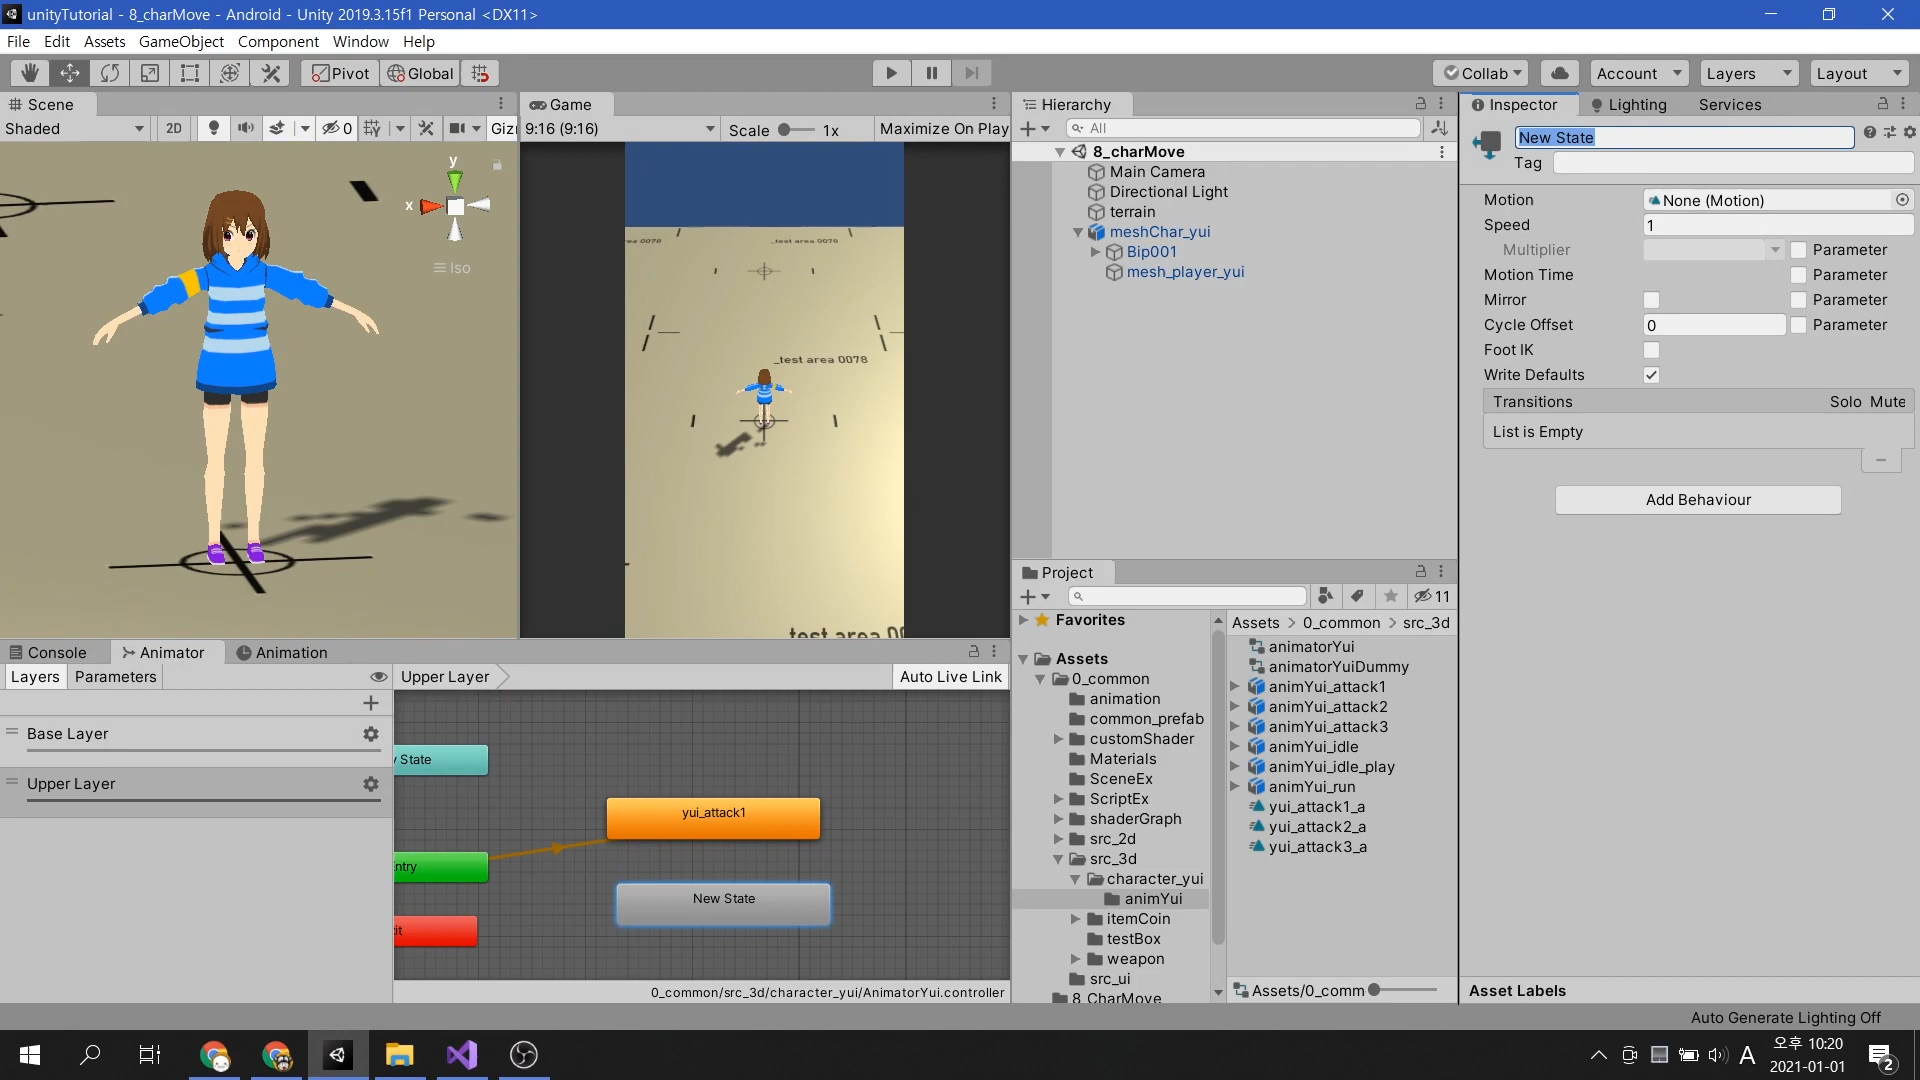 unityTutorial - 8_charMove - Android - Unity 2019.3.15f1 Personal <DX11>
File Edit Assets GameObject Component Window Help
Pivot Global
Collab Account Layers Layout
Scene
Shaded 2D 0 Giz
y
x
Iso
Game
9:16 (9:16) Scale 1x Maximize On Play
_test area 0078
_test area 0078
Hierarchy
All
8_charMove
Main Camera
Directional Light
terrain
meshChar_yui
Bip001
mesh_player_yui
Inspector Lighting Services
New State
Tag
Motion None (Motion)
Speed 1
Multiplier Parameter
Motion Time Parameter
Mirror Parameter
Cycle Offset 0 Parameter
Foot IK
Write Defaults
Transitions Solo Mute
List is Empty
Add Behaviour
Asset Labels
Project
11
Favorites
Assets
0_common
animation
common_prefab
customShader
Materials
SceneEx
ScriptEx
shaderGraph
src_2d
src_3d
character_yui
animYui
itemCoin
testBox
weapon
src_ui
8_CharMove
Assets > 0_common > src_3d
animatorYui
animatorYuiDummy
animYui_attack1
animYui_attack2
animYui_attack3
animYui_idle
animYui_idle_play
animYui_run
yui_attack1_a
yui_attack2_a
yui_attack3_a
Assets/0_comm
Console Animator Animation
Layers Parameters
Base Layer
Upper Layer
Upper Layer Auto Live Link
State
yui_attack1
ntry
New State
it
0_common/src_3d/character_yui/AnimatorYui.controller
Auto Generate Lighting Off
A 오후 10:20
2021-01-01
2